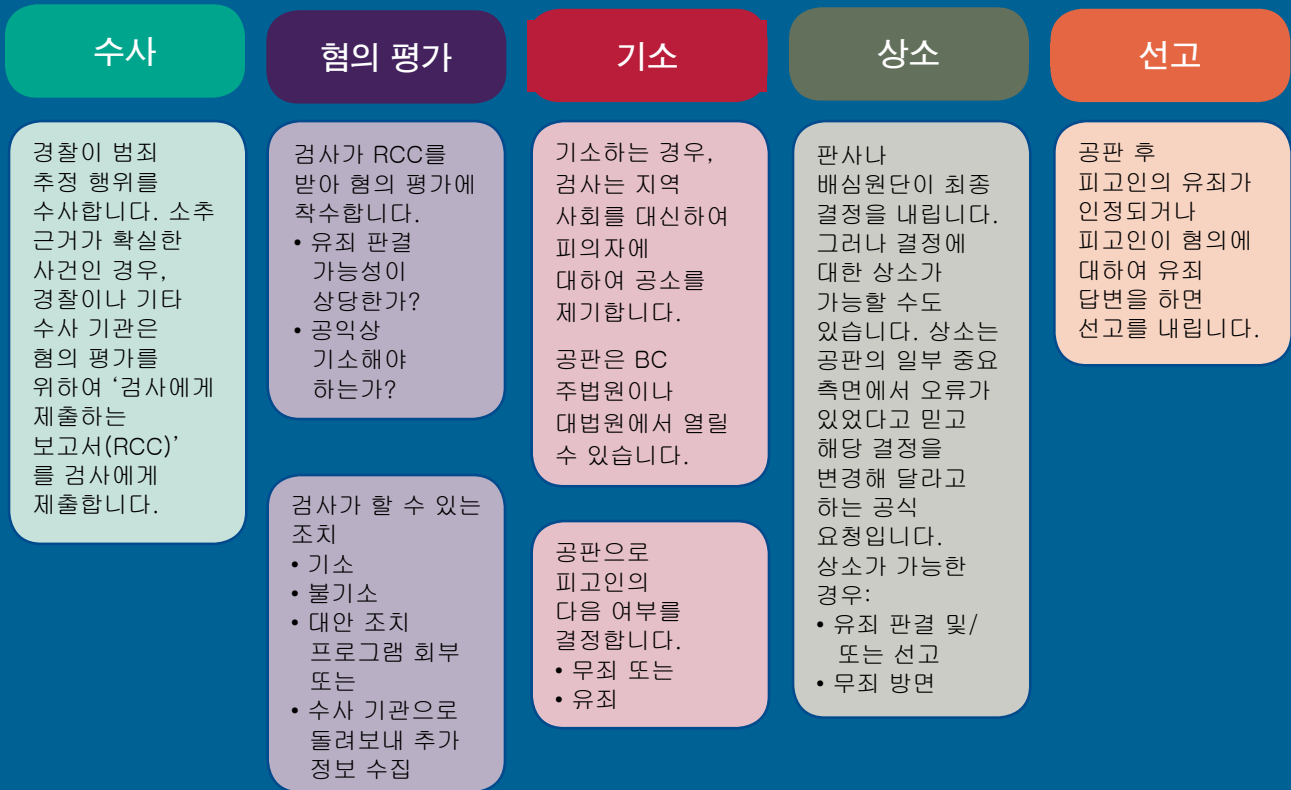 수사
경찰이 범죄
추정 행위를
수사합니다. 소추
근거가 확실한
사건인 경우,
경찰이나 기타
수사 기관은
혐의 평가를
위하여 ‘검사에게
제출하는
보고서(RCC)’
를 검사에게
제출합니다.
혐의 평가
검사가 RCC를
받아 혐의 평가에
착수합니다.
• 유죄 판결
가능성이
상당한가?
• 공익상
기소해야
하는가?
검사가 할 수 있는
조치
• 기소
• 불기소
• 대안 조치
프로그램 회부
또는
• 수사 기관으로
돌려보내 추가
정보 수집
기소
기소하는 경우,
검사는 지역
사회를 대신하여
피의자에
대하여 공소를
제기합니다.
공판은 BC
주법원이나
대법원에서 열릴
수 있습니다.
공판으로
피고인의
다음 여부를
결정합니다.
• 무죄 또는
• 유죄
상소
판사나
배심원단이 최종
결정을 내립니다.
그러나 결정에
대한 상소가
가능할 수도
있습니다. 상소는
공판의 일부 중요
측면에서 오류가
있었다고 믿고
해당 결정을
변경해 달라고
하는 공식
요청입니다.
상소가 가능한
경우:
• 유죄 판결 및/
또는 선고
• 무죄 방면
선고
공판 후
피고인의 유죄가
인정되거나
피고인이 혐의에
대하여 유죄
답변을 하면
선고를 내립니다.